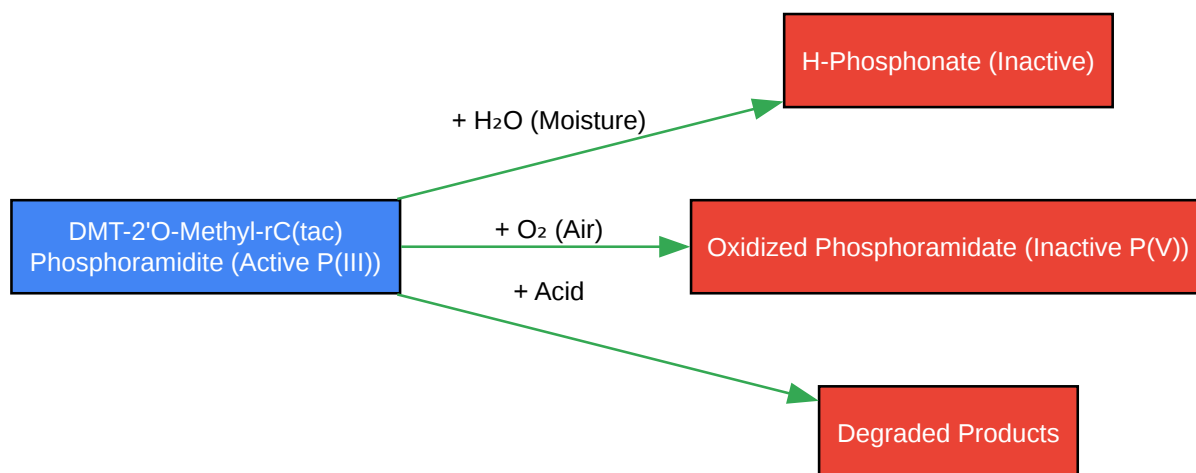 H-Phosphonate (Inactive)
+ H₂O (Moisture)
DMT-2'O-Methyl-rC(tac)
Phosphoramidite (Active P(III))
+ O₂ (Air)
Oxidized Phosphoramidate (Inactive P(V))
+ Acid
Degraded Products